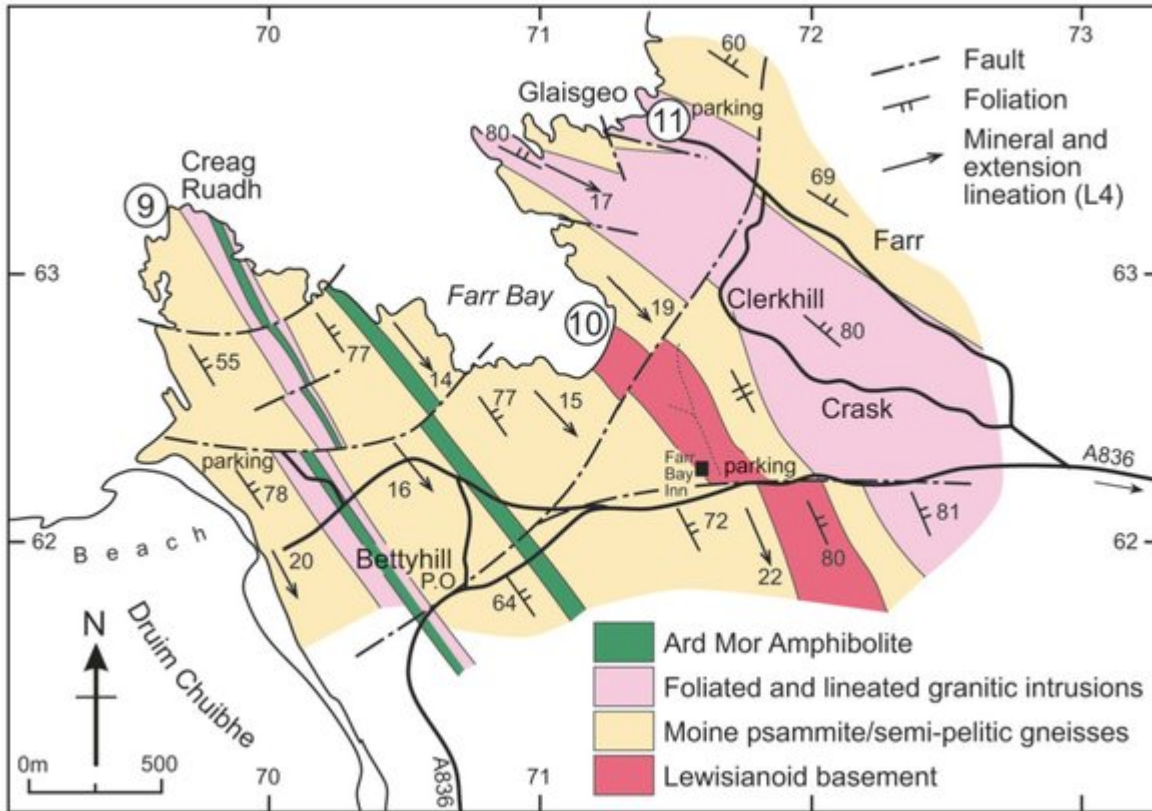 70
71
72
73
60
Fault
Foliation
Mineral and
extension
lineation (L4)
Glaisgeo
11
parking
80
17
Creag
Ruadh
9
69
Farr
63
63
Farr Bay
19
Clerkhill
10
80
55
77
14
77
15
Crask
A836
parking
Farr
Bay
Inn
parking
78
16
72
81
62
62
Beach
20
Bettyhill
P.O
64
22
80
N
Druim Chuibhe
Ard Mor Amphibolite
Foliated and lineated granitic intrusions
Moine psammite/semi-pelitic gneisses
Lewisianoid basement
0m 500
70
A836
71
72
73